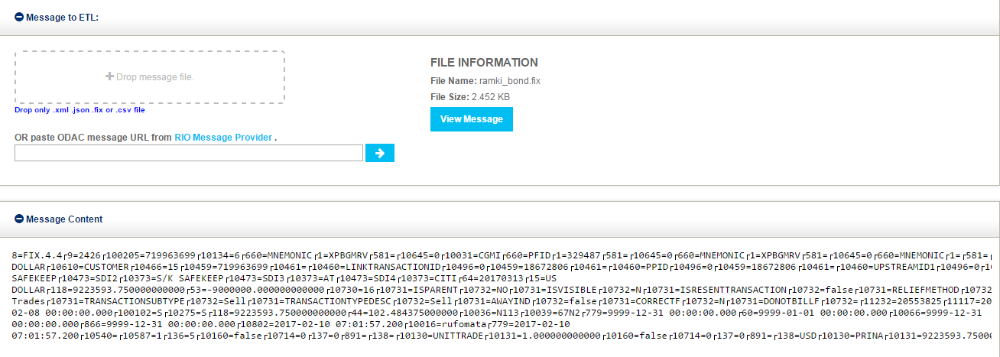 Message to ETL:
Drop message file.
Drop only .xml .json .fix or .csv file
OR paste ODAC message URL from RIO Message Provider .
FILE INFORMATION
File Name: ramki_bond.fix
File Size: 2.452 KB
View Message
Message Content
8=FIX.4.4┌9=2426┌100205=719963699┌10134=6┌660=MNEMONIC┌1=XPBGMRV┌581=┌10645=0┌10031=CGMI┌660=PFID┌1=329487┌581=┌10645=0┌660=MNEMONIC┌1=XPBGMRV┌581=┌10645=0┌660=MNEMONIC┌1=┌581=┌
DOLLAR┌10610=CUSTOMER┌10466=15┌10459=719963699┌10461=┌10460=LINKTRANSACTIONID┌10496=0┌10459=18672806┌10461=┌10460=PPID┌10496=0┌10459=18672806┌10461=┌10460=UPSTREAMID1┌10496=0┌10
SAFEKEEP┌10473=SDI2┌10373=S/K SAFEKEEP┌10473=SDI3┌10373=AT┌10473=SDI4┌10373=CITI┌64=20170313┌15=US
DOLLAR┌118=9223593.750000000000┌53=-9000000.000000000000┌10730=16┌10731=ISPARENT┌10732=NO┌10731=ISVISIBLE┌10732=N┌10731=ISRESENTTRANSACTION┌10732=false┌10731=RELIEFMETHOD┌10732
Trades┌10731=TRANSACTIONSUBTYPE┌10732=Sell┌10731=TRANSACTIONTYPEDESC┌10732=Sell┌10731=AWAYIND┌10732=false┌10731=CORRECTF┌10732=N┌10731=DONOTBILLF┌10732=┌11232=20553825┌11117=20
02-08 00:00:00.000┌100102=S┌10275=S┌118=9223593.750000000000┌44=102.484375000000┌10036=N113┌10039=67N2┌779=9999-12-31 00:00:00.000┌60=9999-01-01 00:00:00.000┌10066=9999-12-31
00:00:00.000┌866=9999-12-31 00:00:00.000┌10802=2017-02-10 07:01:57.200┌10016=rufomata┌779=2017-02-10
07:01:57.200┌10540=┌10587=1┌136=5┌10160=false┌10714=0┌137=0┌891=┌138=┌10130=UNITTRADE┌10131=1.000000000000┌10160=false┌10714=0┌137=0┌891=┌138=USD┌10130=PRINA┌10131=9223593.7500